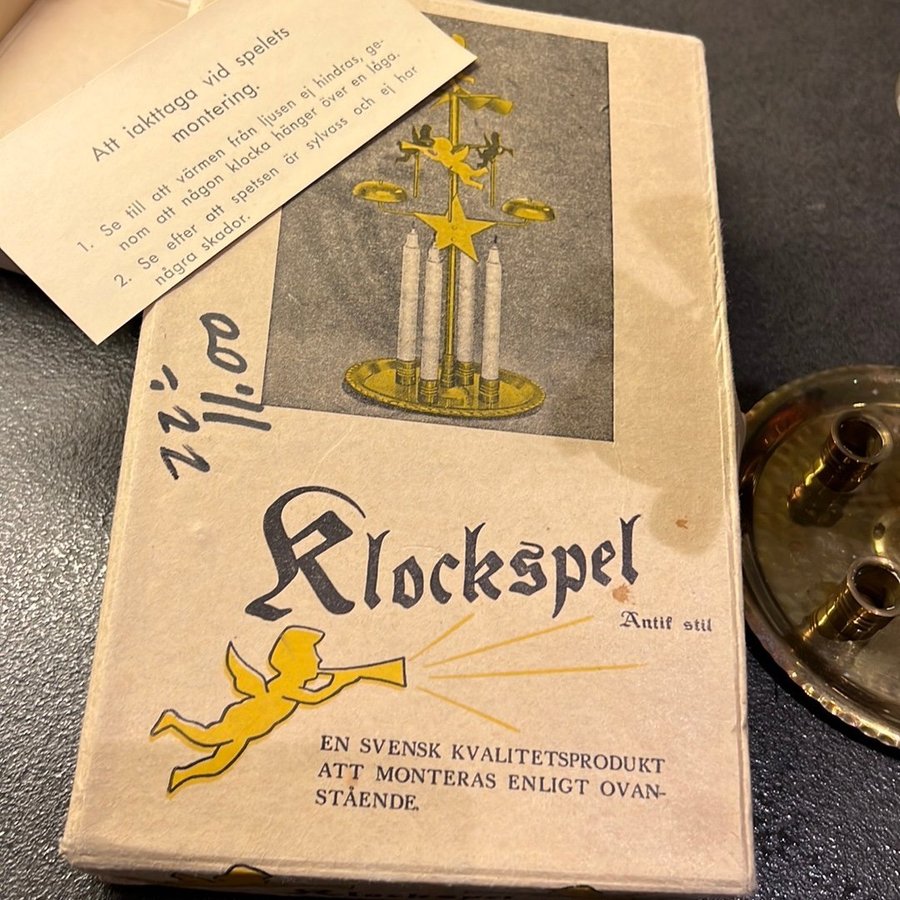 Att iakttaga vid spelets
montering.
1. Se till att värmen från ljusen ej hindras, ge-
nom att någon klocka hänger över en låga.
2. Se efter att spetsen är sylvass och ej har
några skador.
11.00
Klockspel
Antik stil
EN SVENSK KVALITETSPRODUKT
ATT MONTERAS ENLIGT OVAN-
STÅENDE.
Klockspel